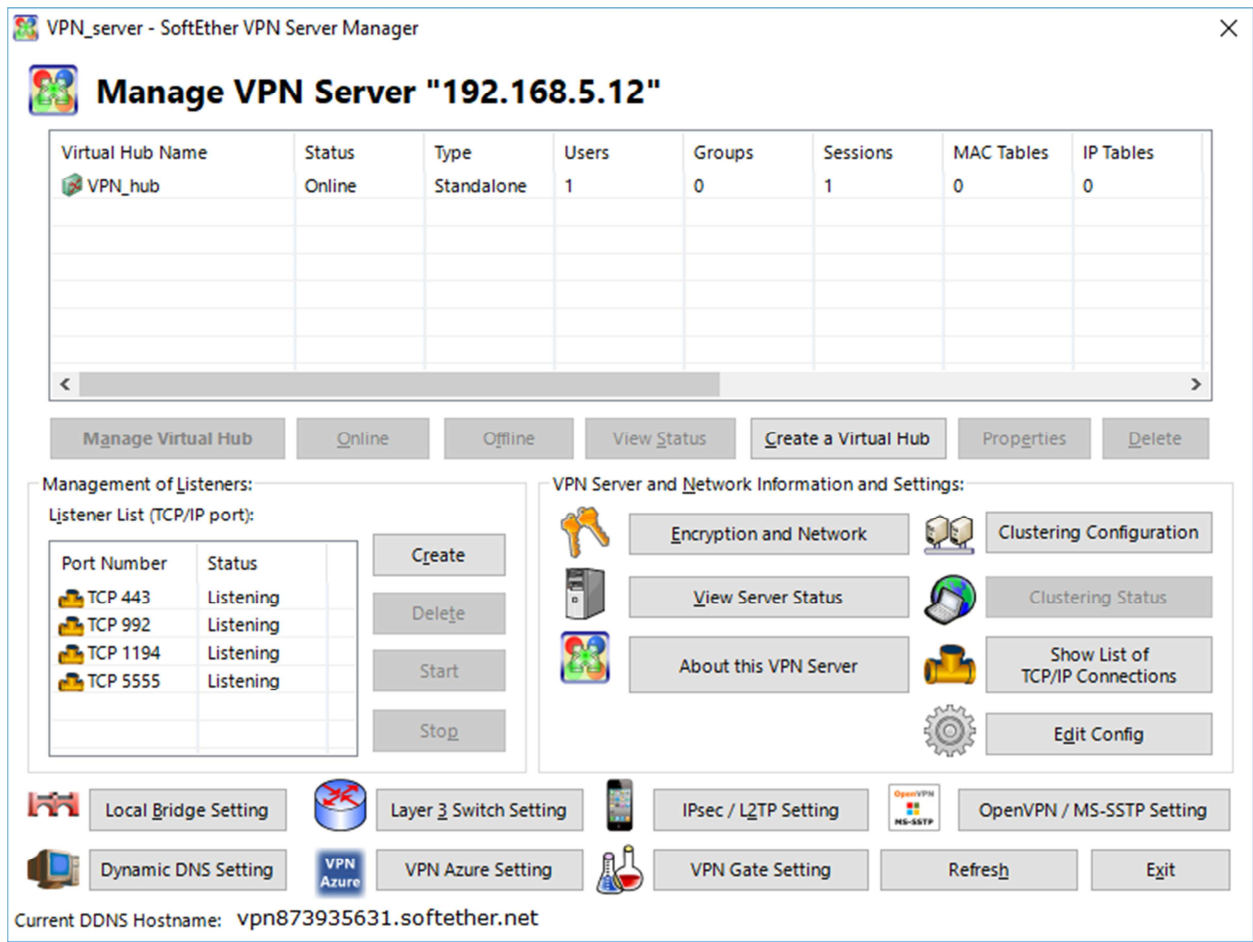 VPN_server - SoftEther VPN Server Manager
Manage VPN Server "192.168.5.12"
Virtual Hub Name Status Type Users Groups Sessions MAC Tables IP Tables
VPN_hub Online Standalone 1 0 1 0 0
Manage Virtual Hub Online Offline View Status Create a Virtual Hub Properties Delete
Management of Listeners:
Listener List (TCP/IP port):
Port Number Status
TCP 443 Listening
TCP 992 Listening
TCP 1194 Listening
TCP 5555 Listening
Create
Delete
Start
Stop
VPN Server and Network Information and Settings:
Encryption and Network Clustering Configuration
View Server Status Clustering Status
About this VPN Server
Show List of
TCP/IP Connections
Edit Config
Local Bridge Setting Layer 3 Switch Setting IPsec / L2TP Setting
OpenVPN
MS-SSTP
OpenVPN / MS-SSTP Setting
Dynamic DNS Setting
VPN
Azure
VPN Azure Setting VPN Gate Setting Refresh Exit
Current DDNS Hostname: vpn873935631.softether.net